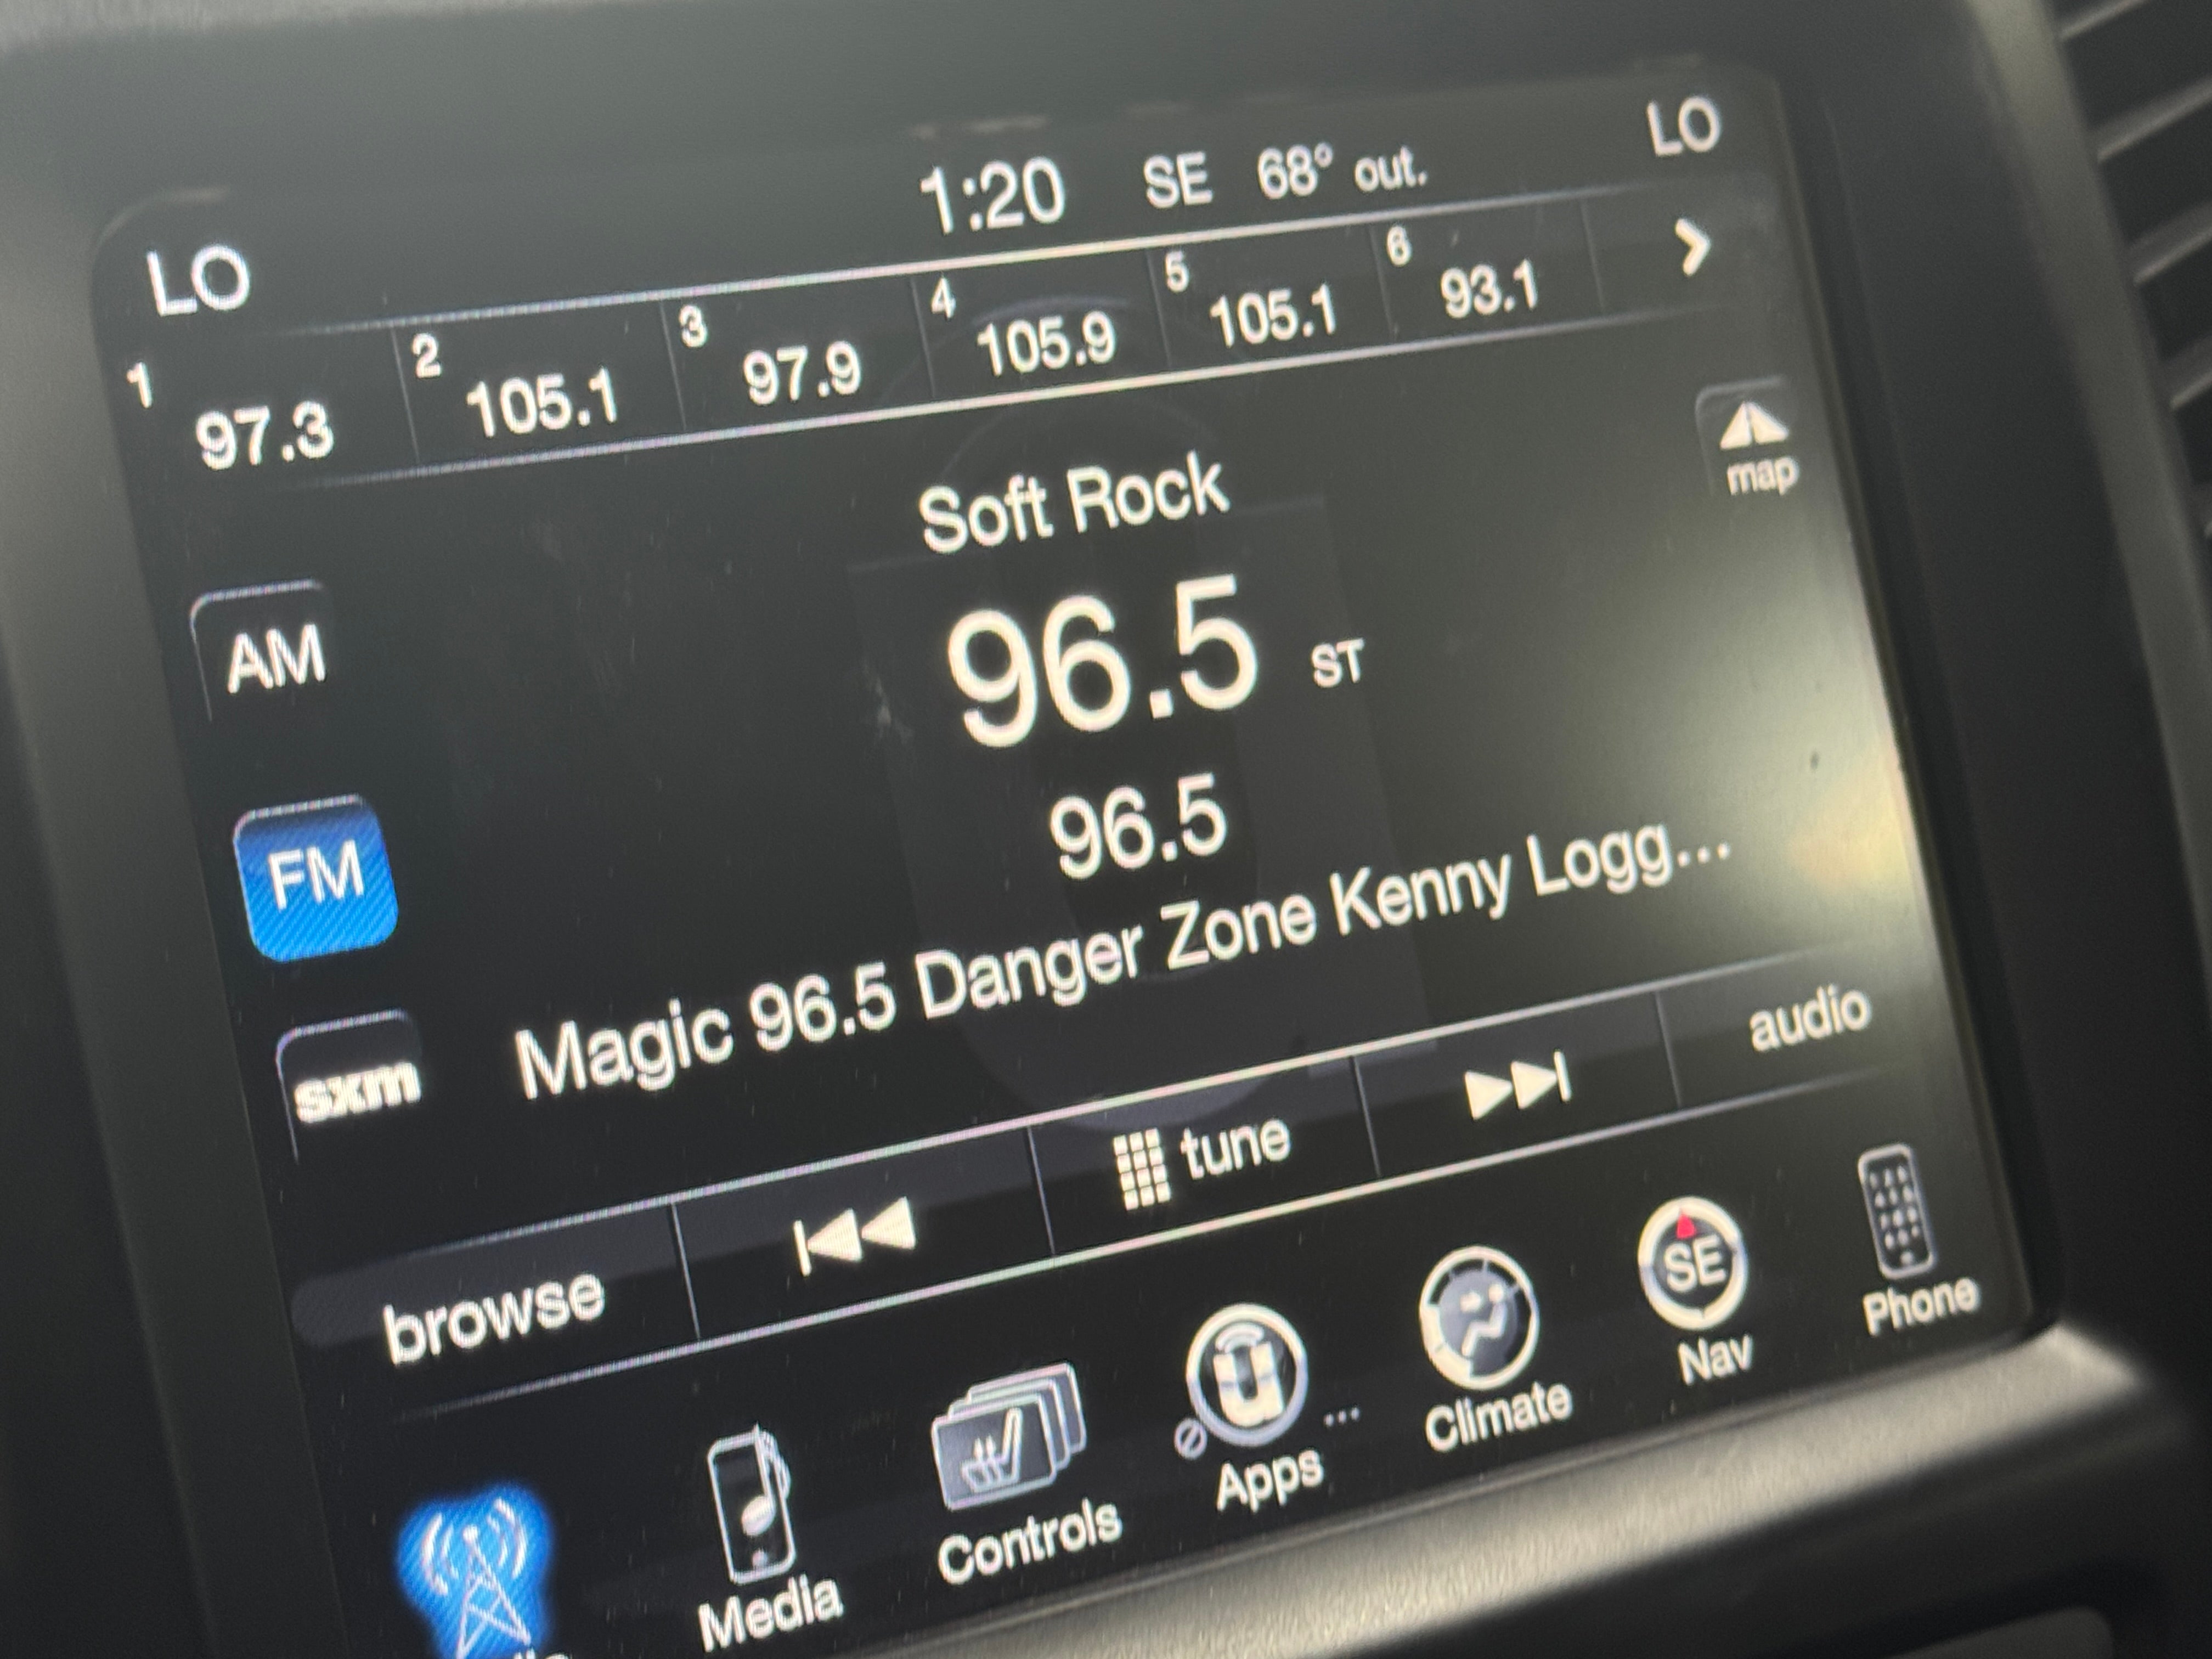 LO 1:20 SE 68° out. LO
1 97.3 2 105.1 3 97.9 4 105.9 5 105.1 6 93.1
map
Soft Rock
AM
96.5 ST
FM
96.5
sxm
Magic 96.5 Danger Zone Kenny Logg...
browse tune audio
Media Controls Apps ... Climate SE Nav Phone